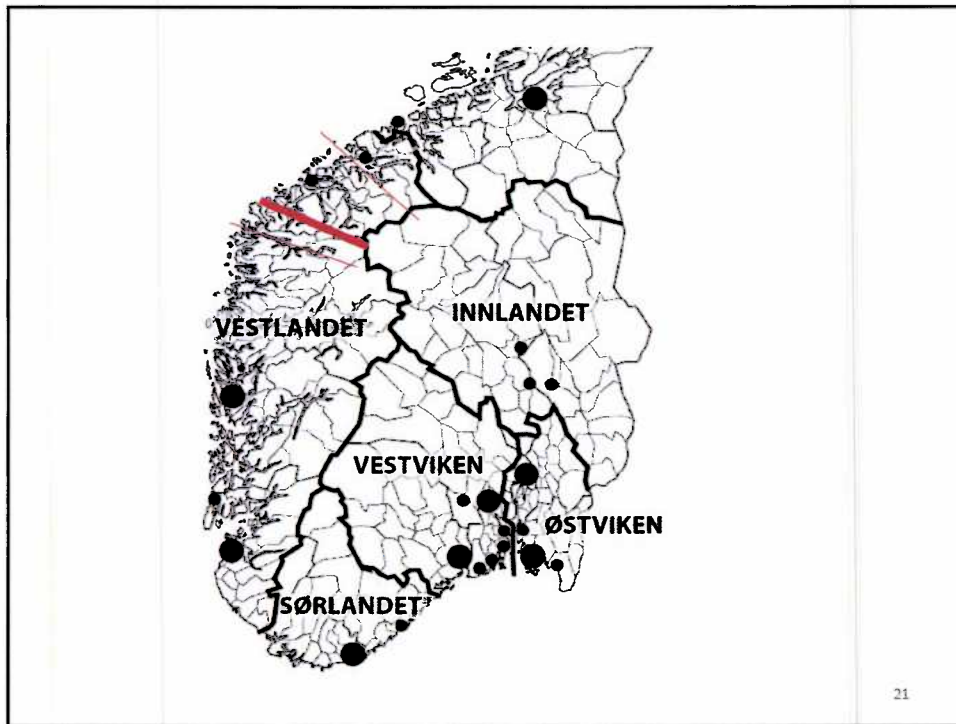 INNLANDET
VESTLANDET
VESTVIKEN
ØSTVIKEN
SØRLANDET
21